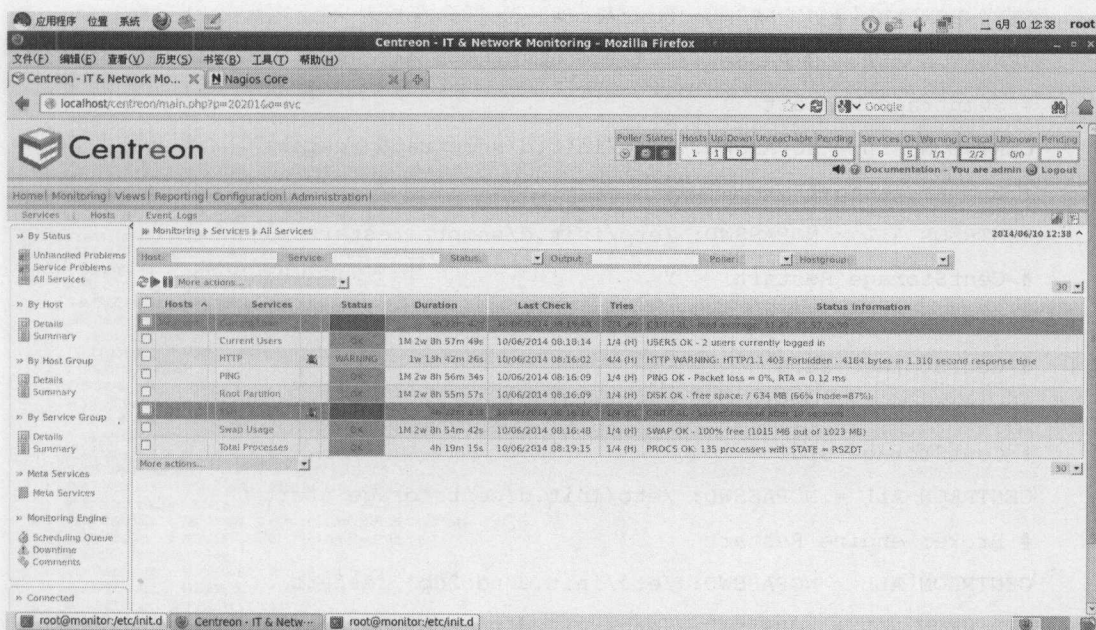 应用程序 位置 系统
二 6月 10 12:38 root
Centreon - IT & Network Monitoring - Mozilla Firefox
文件(F) 编辑(E) 查看(V) 历史(S) 书签(B) 工具(T) 帮助(H)
Centreon - IT & Network Mo... N Nagios Core
localhost/centreon/main.php?p=20201&o=svc
Google
Centreon
Poller States Hosts Up Down Unreachable Pending Services Ok Warning Critical Unknown Pending
1 1 0 0 0 8 5 1/1 2/2 0/0 0
Documentation - You are admin Logout
Home| Monitoring| Views| Reporting| Configuration| Administration|
Services | Hosts | Event Logs
Monitoring Services All Services
2014/06/10 12:38
Host: Service: Status: Output: Poller: Hostgroup:
More actions...
30
Hosts Services Status Duration Last Check Tries Status information
Current Users OK 1M 2w 8h 57m 49s 10/06/2014 08:18:14 1/4 (H) USERS OK - 2 users currently logged in
HTTP WARNING 1w 13h 42m 26s 10/06/2014 08:16:02 4/4 (H) HTTP WARNING: HTTP/1.1 403 Forbidden - 4184 bytes in 1.310 second response time
PING OK 1M 2w 8h 56m 34s 10/06/2014 08:16:09 1/4 (H) PING OK - Packet loss = 0%, RTA = 0.12 ms
Root Partition OK 1M 2w 8h 55m 57s 10/06/2014 08:16:09 1/4 (H) DISK OK - free space: / 634 MB (66% inode=87%):
Swap Usage OK 1M 2w 8h 54m 42s 10/06/2014 08:16:48 1/4 (H) SWAP OK - 100% free (1015 MB out of 1023 MB)
Total Processes OK 4h 19m 15s 10/06/2014 08:19:15 1/4 (H) PROCS OK: 135 processes with STATE = RSZDT
More actions...
30
By Status
Unhandled Problems
Service Problems
All Services
By Host
Details
Summary
By Host Group
Details
Summary
By Service Group
Details
Summary
Meta Services
Meta Services
Monitoring Engine
Scheduling Queue
Downtime
Comments
Connected
root@monitor:/etc/init.d Centreon - IT & Netw... root@monitor:/etc/init.d